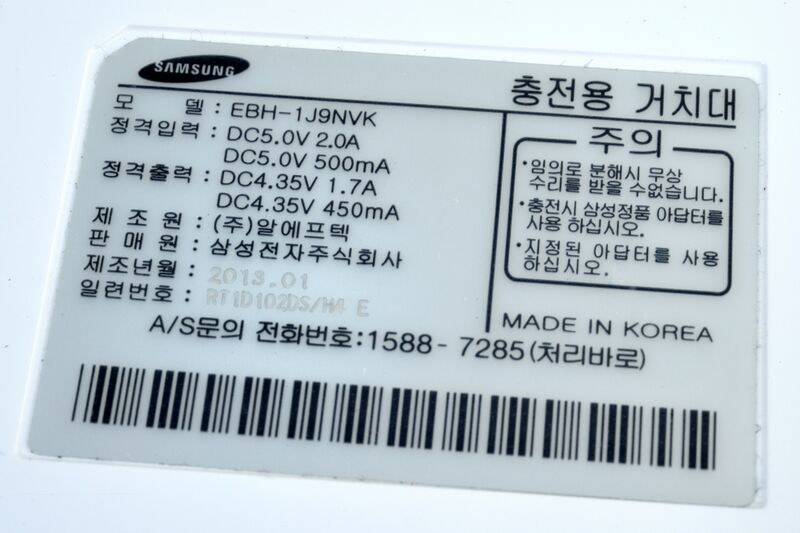 SAMSUNG
충전용 거치대
모 델 : EBH-1J9NVK
정격입력 : DC5.0V 2.0A
DC5.0V 500mA
정격출력 : DC4.35V 1.7A
DC4.35V 450mA
제 조 원 : (주)알에프텍
판 매 원 : 삼성전자주식회사
제조년월 : 2013.01
일련번호 : RT1D102DS/H4 E
주의
•임의로 분해시 무상
수리를 받을 수없습니다.
•충전시 삼성정품 아답터를
사용 하십시오.
•지정된 아답터를 사용
하십시오.
MADE IN KOREA
A/S문의 전화번호:1588-7285(처리바로)